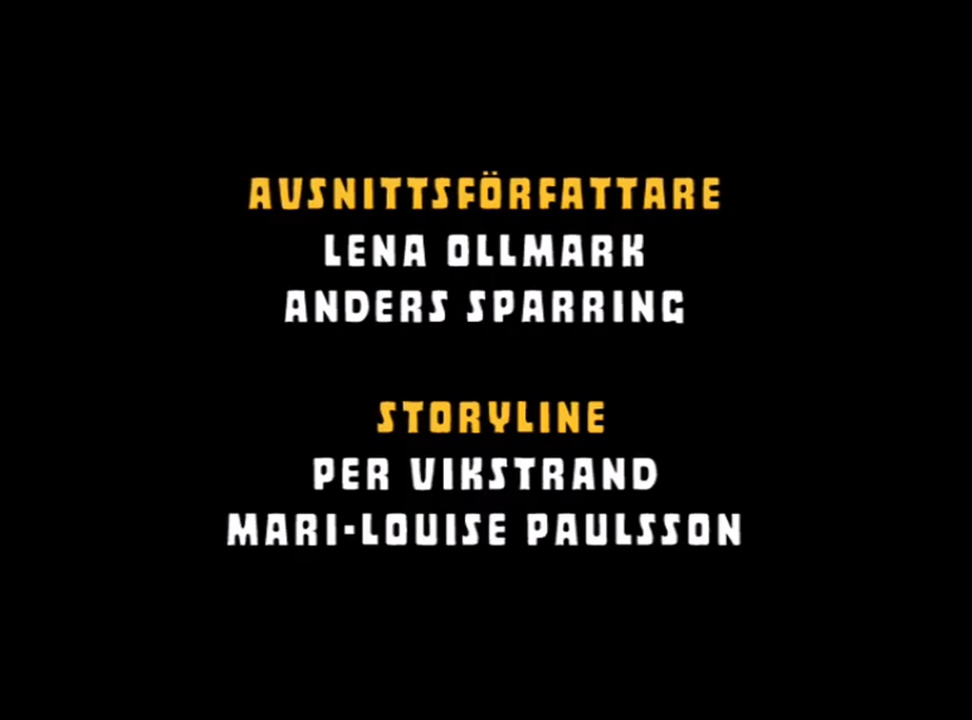 AVSNITTSFÖRFATTARE
LENA OLLMARK
ANDERS SPARRING
STORYLINE
PER VIKSTRAND
MARI-LOUISE PAULSSON